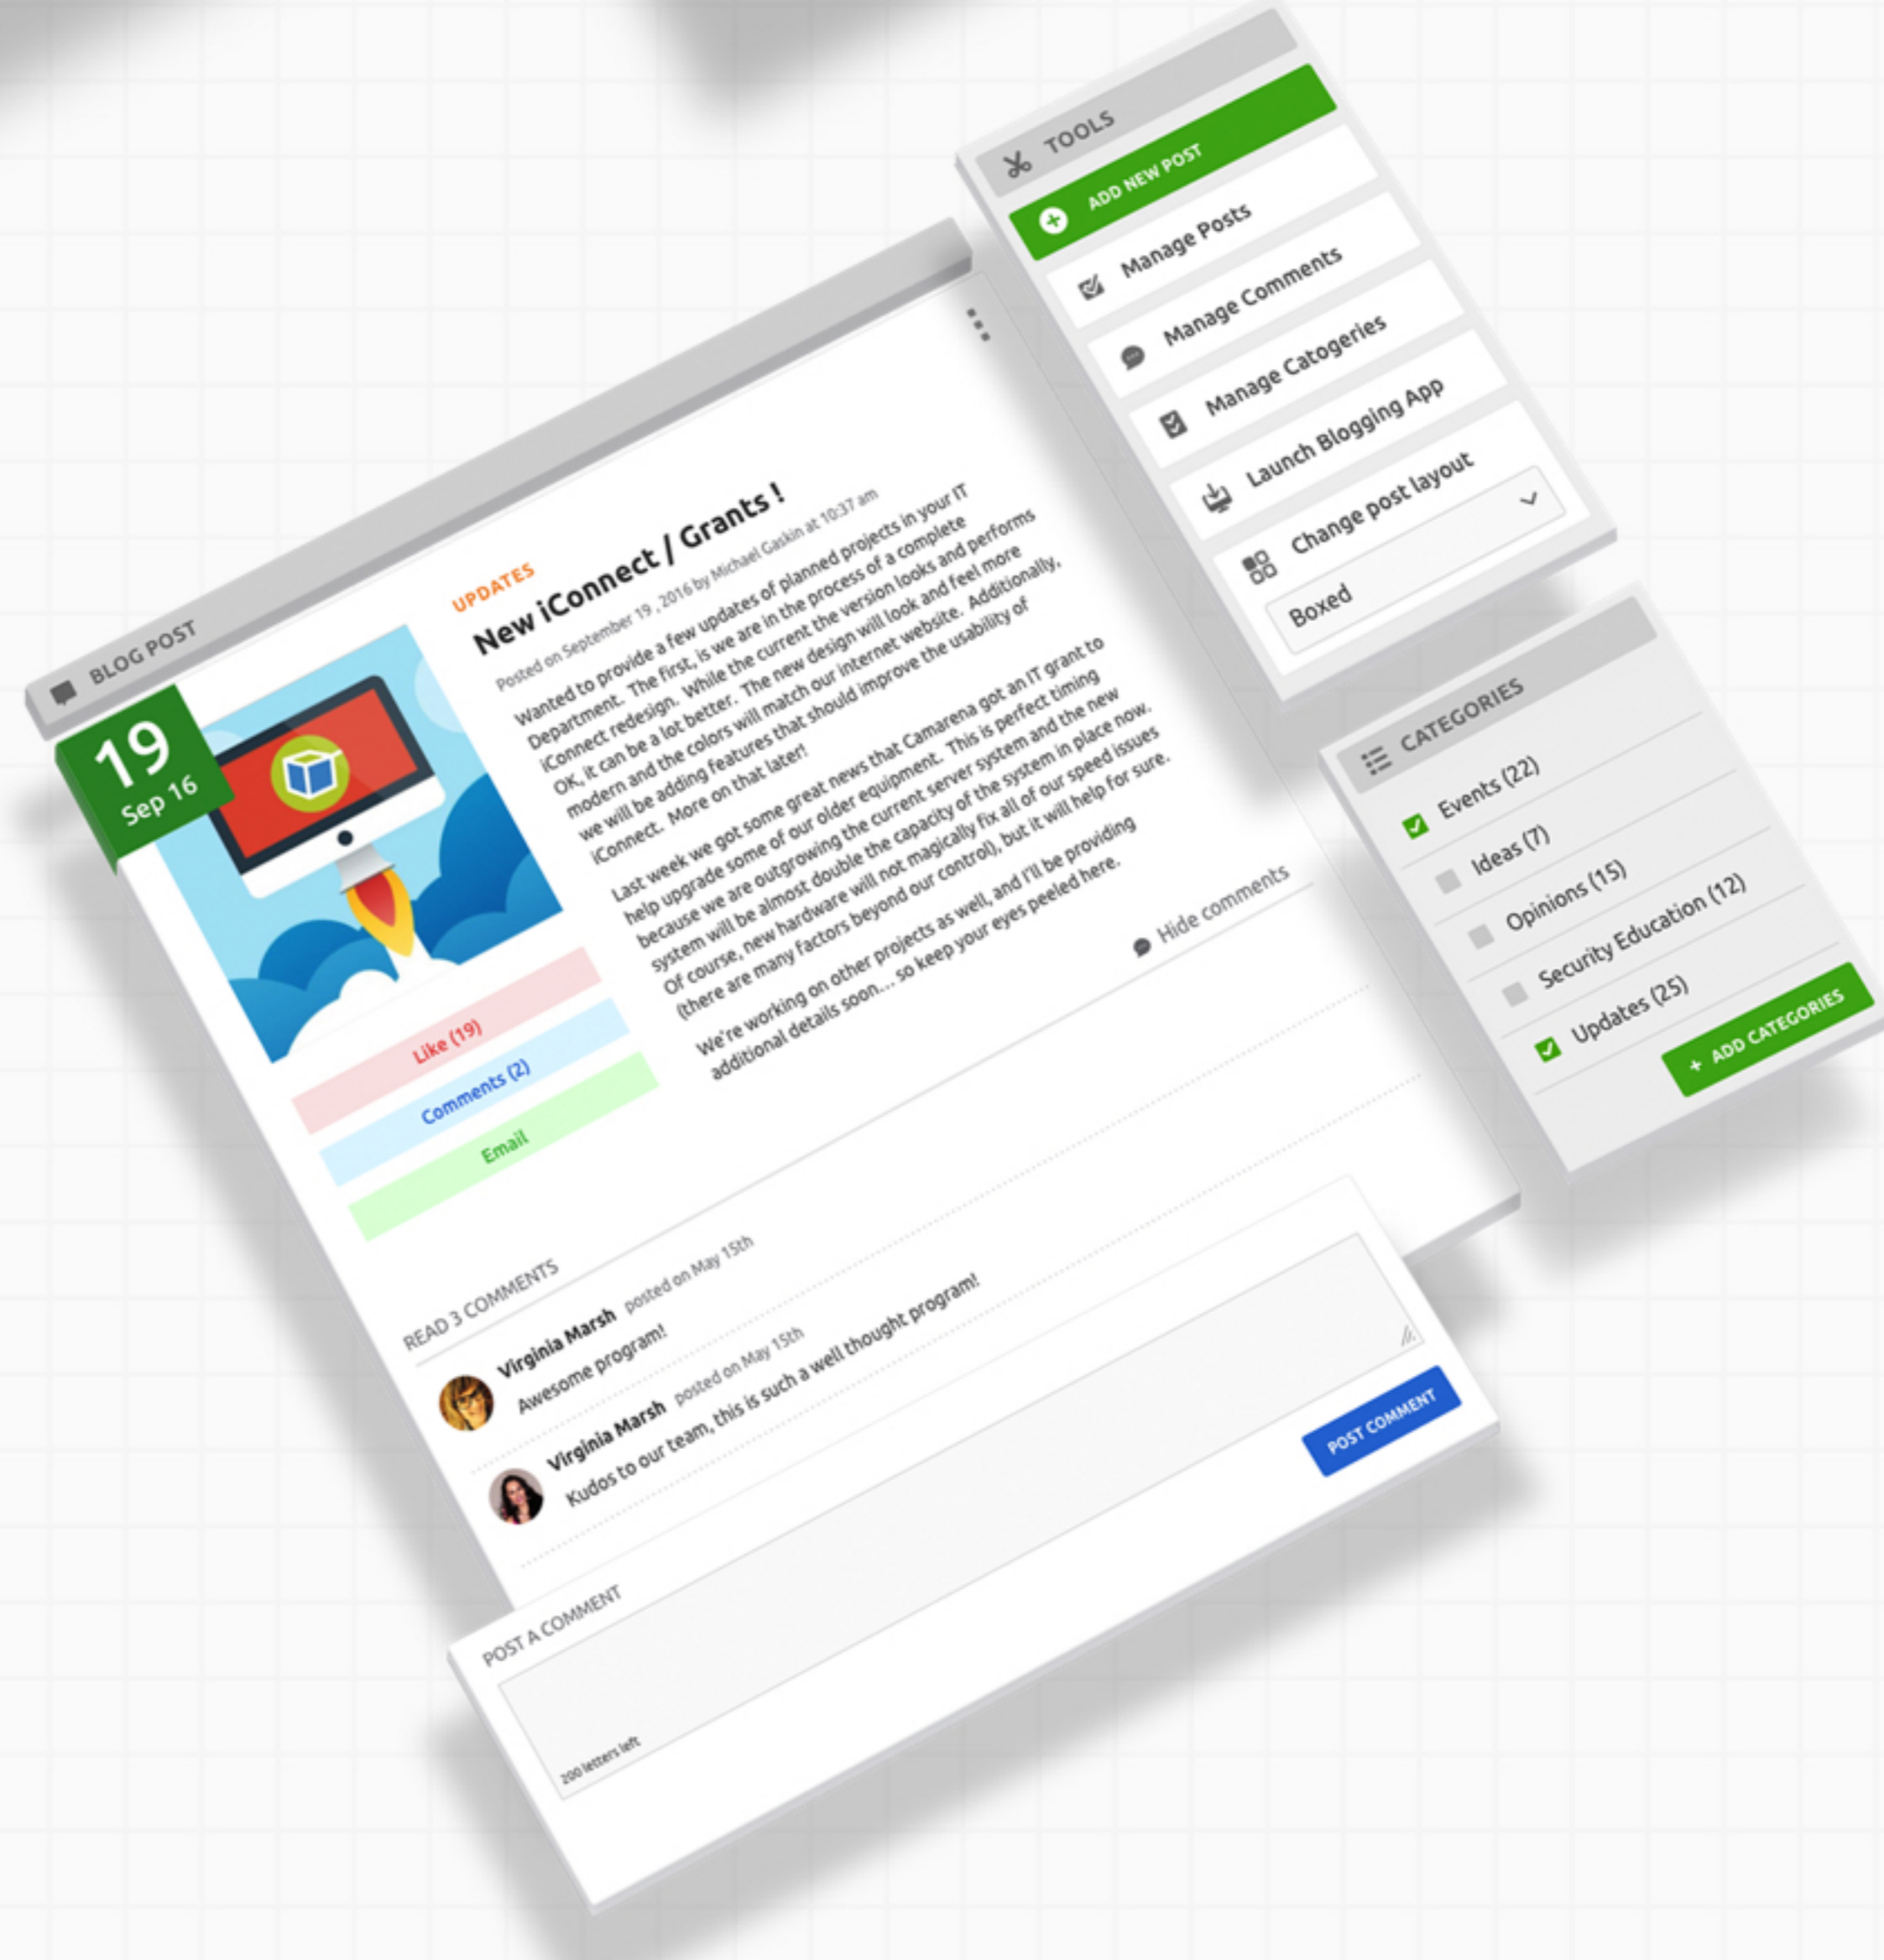 BLOG POST
19
Sep 16
UPDATES
New iConnect / Grants !
Posted on September 19 , 2016 by Michael Gaskin at 10:37 am
Wanted to provide a few updates of planned projects in your IT
Department. The first, is we are in the process of a complete
iConnect redesign. While the current the version looks and performs
OK, it can be a lot better. The new design will look and feel more
modern and the colors will match our internet website. Additionally,
we will be adding features that should improve the usability of
iConnect. More on that later!
Last week we got some great news that Camarena got an IT grant to
help upgrade some of our older equipment. This is perfect timing
because we are outgrowing the current server system and the new
system will be almost double the capacity of the system in place now.
Of course, new hardware will not magically fix all of our speed issues
(there are many factors beyond our control), but it will help for sure.
We're working on other projects as well, and I'll be providing
additional details soon... so keep your eyes peeled here.
Like (19)
Comments (2)
Email
Hide comments
READ 3 COMMENTS
Virginia Marsh posted on May 15th
Awesome program!
Virginia Marsh posted on May 15th
Kudos to our team, this is such a well thought program!
POST A COMMENT
200 letters left
POST COMMENT
TOOLS
ADD NEW POST
Manage Posts
Manage Comments
Manage Catogeries
Launch Blogging App
Change post layout
Boxed
CATEGORIES
Events (22)
Ideas (7)
Opinions (15)
Security Education (12)
Updates (25)
+ ADD CATEGORIES